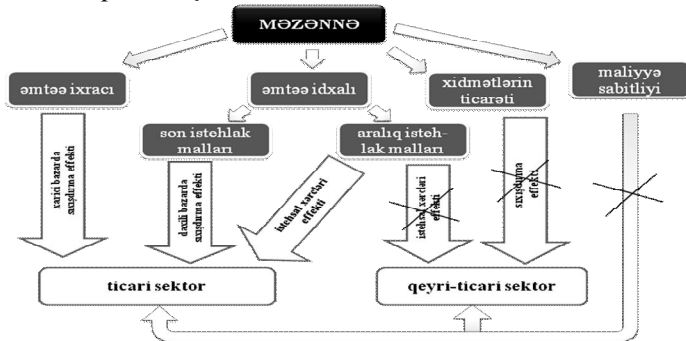 MƏZƏNNƏ
əmtəə ixracı
əmtəə idxalı
xidmətlərin
ticarəti
maliyyə
sabitliyi
son istehlak
malları
aralıq isteh-
lak malları
xarici bazarda
sıxışdırma effekti
daxili bazarda
sıxışdırma effekti
istehsal xərcləri
effekti
istehsal xərcləri
effekti
sıxışdırma
effekti
ticari sektor
qeyri-ticari sektor